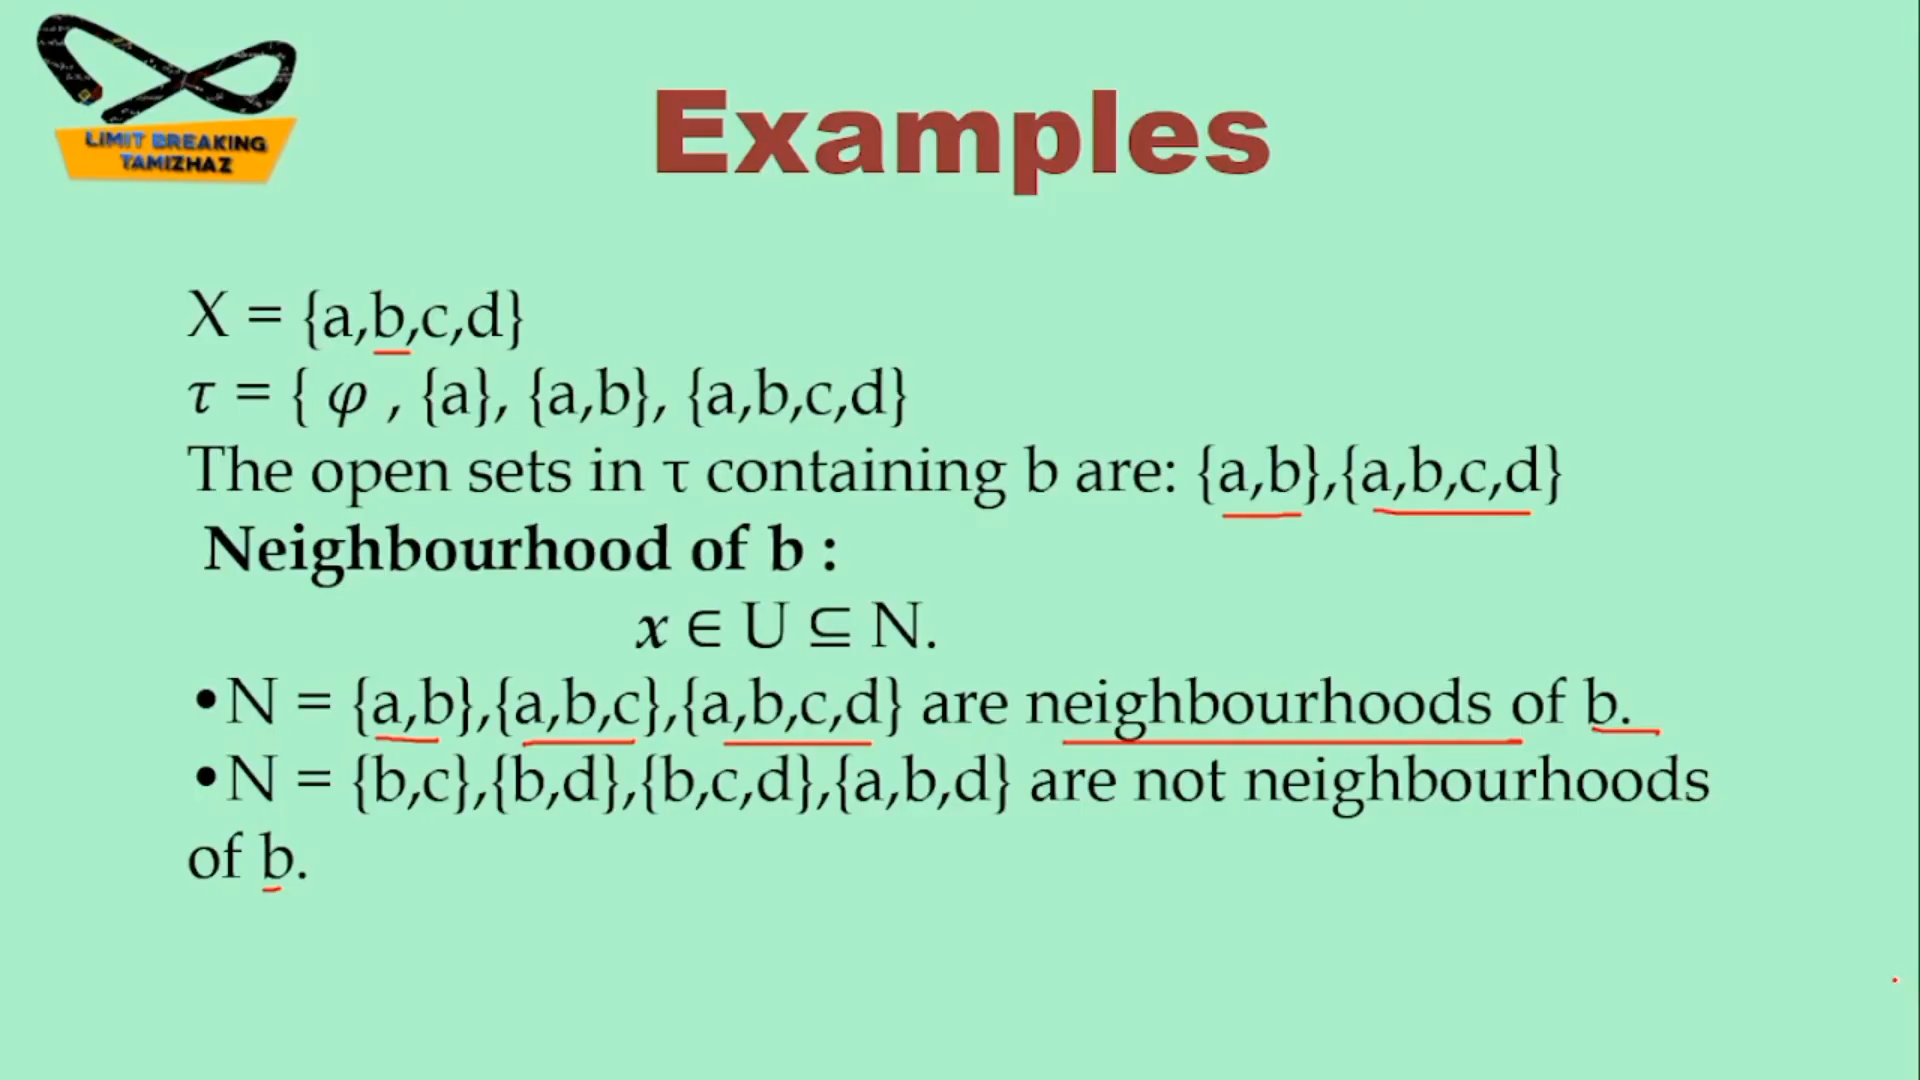 LIMIT BREAKING
TAMIZHAZ
Examples
X = {a,b,c,d}
τ = { φ , {a}, {a,b}, {a,b,c,d}
The open sets in τ containing b are: {a,b},{a,b,c,d}
Neighbourhood of b :
x ∈ U ⊆ N.
•N = {a,b},{a,b,c},{a,b,c,d} are neighbourhoods of b.
•N = {b,c},{b,d},{b,c,d},{a,b,d} are not neighbourhoods
of b.